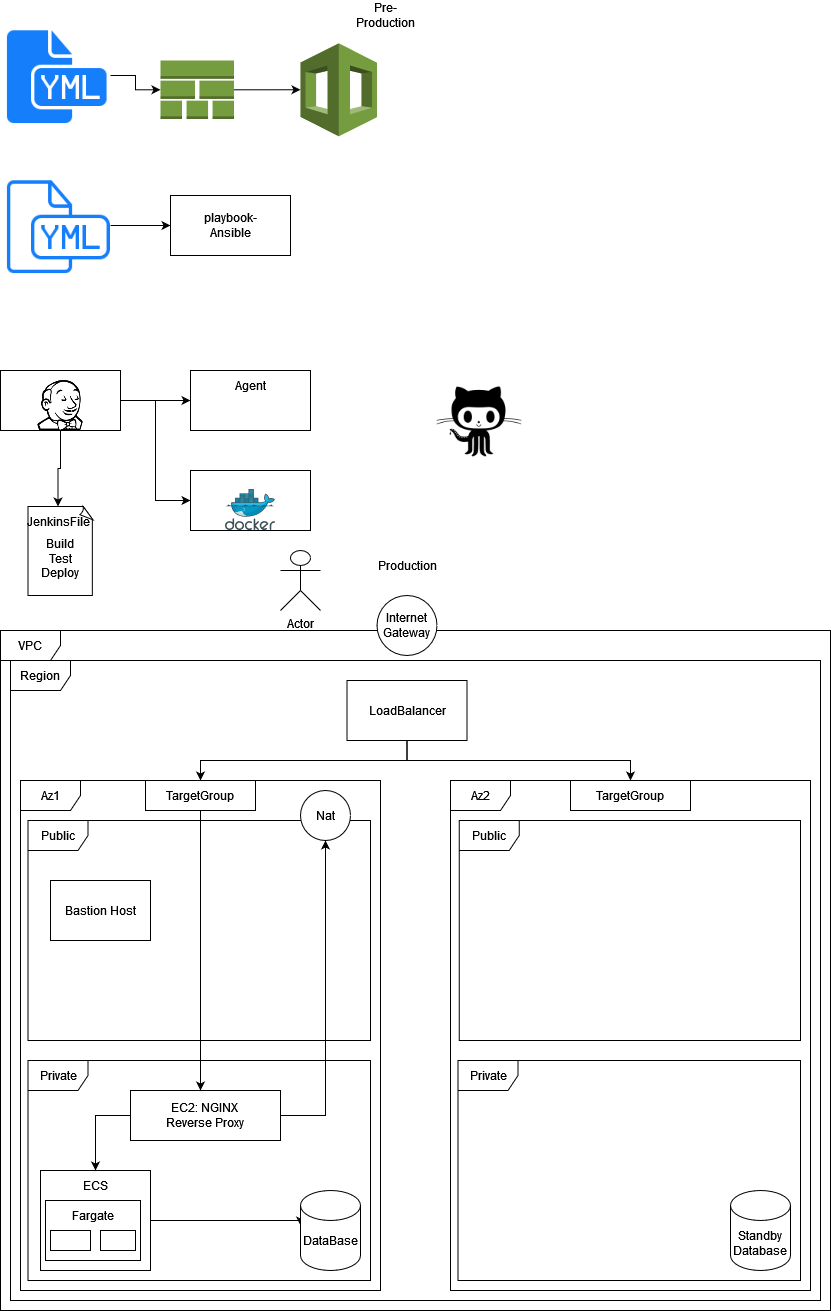 Pre-
Production
YML
YML
playbook-
Ansible
Agent
docker
JenkinsFile
Build
Test
Deploy
Actor
Production
Internet
Gateway
VPC
Region
LoadBalancer
Az1
TargetGroup
Nat
Public
Bastion Host
Private
EC2: NGINX
Reverse Proxy
ECS
Fargate
DataBase
Az2
TargetGroup
Public
Private
Standby
Database